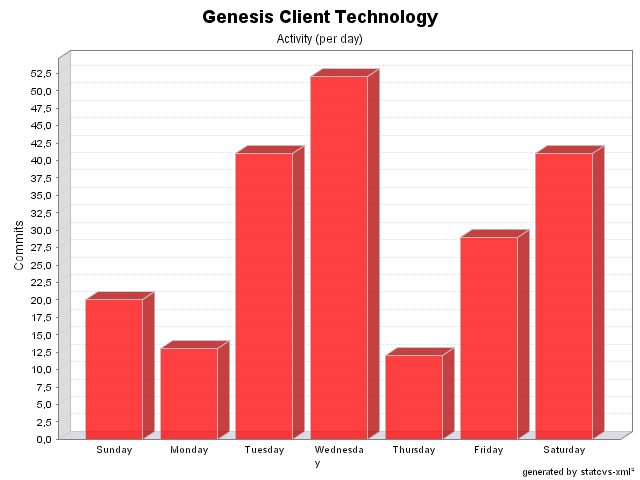 Genesis Client Technology
Activity (per day)
Commits
52,5
50,0
47,5
45,0
42,5
40,0
37,5
35,0
32,5
30,0
27,5
25,0
22,5
20,0
17,5
15,0
12,5
10,0
7,5
5,0
2,5
0,0
Sunday
Monday
Tuesday
Wednesda
y
Thursday
Friday
Saturday
generated by statcvs-xml²